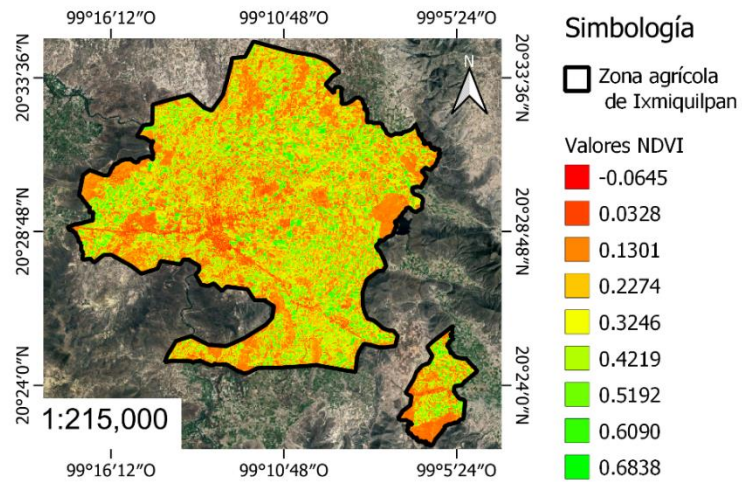 99°16′12″O 99°10′48″O 99°5′24″O
20°33′36″N
20°28′48″N
20°24′0″N
N
20°33′36″N
20°28′48″N
20°24′0″N
1:215,000
99°16′12″O 99°10′48″O 99°5′24″O
Simbología
Zona agrícola
de Ixmiquilpan
Valores NDVI
-0.0645
0.0328
0.1301
0.2274
0.3246
0.4219
0.5192
0.6090
0.6838